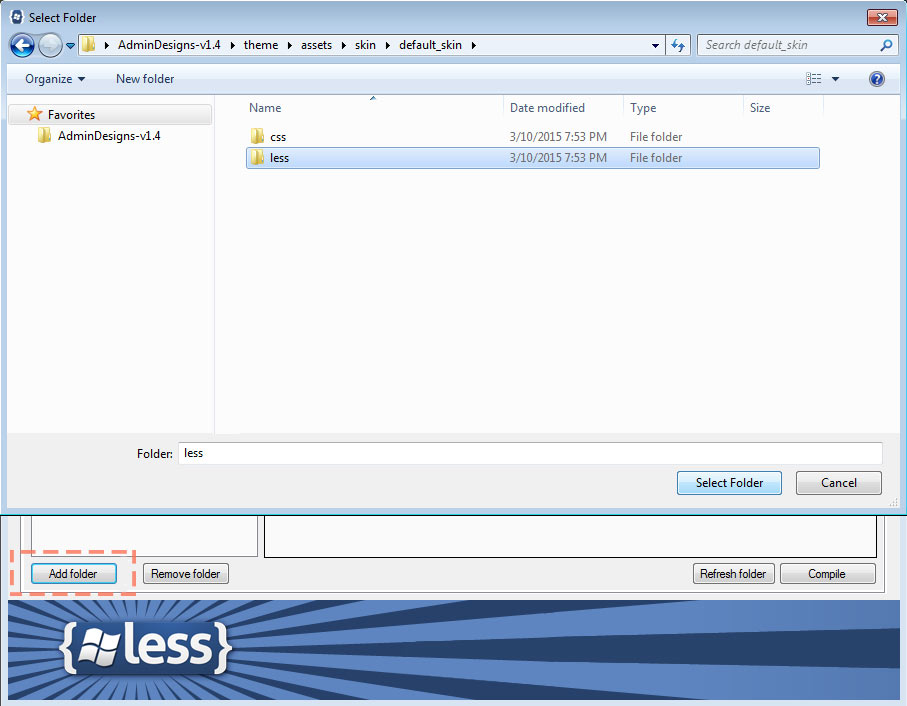 Select Folder
AdminDesigns-v1.4 theme assets skin default_skin Search default_skin
Organize New folder
Favorites
AdminDesigns-v1.4
Name Date modified Type Size
css 3/10/2015 7:53 PM File folder
less 3/10/2015 7:53 PM File folder
Folder: less
Select Folder Cancel
Add folder Remove folder Refresh folder Compile
{less}